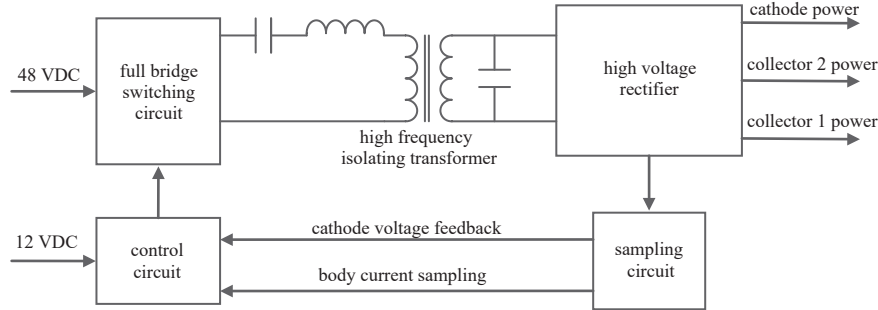 cathode power
48 VDC
full bridge
switching
circuit
high voltage
rectifier
collector 2 power
collector 1 power
high frequency
isolating transformer
12 VDC
control
circuit
cathode voltage feedback
body current sampling
sampling
circuit